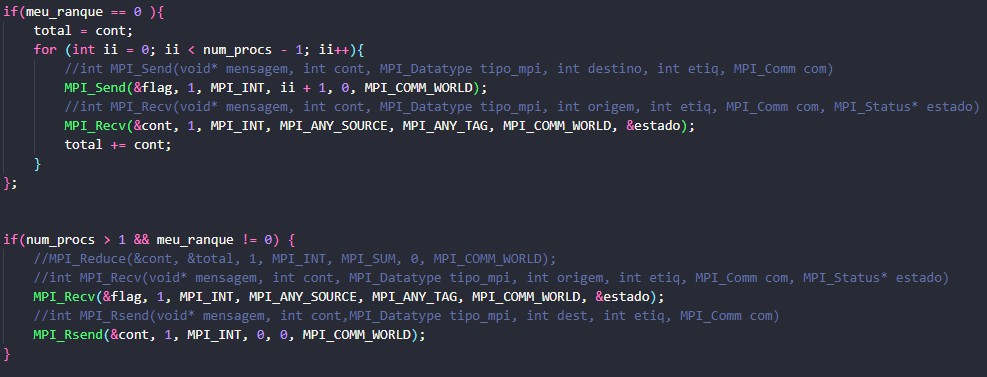 if(meu_ranque == 0 ){
    total = cont;
    for (int ii = 0; ii < num_procs - 1; ii++){
        //int MPI_Send(void* mensagem, int cont, MPI_Datatype tipo_mpi, int destino, int etiq, MPI_Comm com)
        MPI_Send(&flag, 1, MPI_INT, ii + 1, 0, MPI_COMM_WORLD);
        //int MPI_Recv(void* mensagem, int cont, MPI_Datatype tipo_mpi, int origem, int etiq, MPI_Comm com, MPI_Status* estado)
        MPI_Recv(&cont, 1, MPI_INT, MPI_ANY_SOURCE, MPI_ANY_TAG, MPI_COMM_WORLD, &estado);
        total += cont;
    }
};
if(num_procs > 1 && meu_ranque != 0) {
    //MPI_Reduce(&cont, &total, 1, MPI_INT, MPI_SUM, 0, MPI_COMM_WORLD);
    //int MPI_Recv(void* mensagem, int cont, MPI_Datatype tipo_mpi, int origem, int etiq, MPI_Comm com, MPI_Status* estado)
    MPI_Recv(&flag, 1, MPI_INT, MPI_ANY_SOURCE, MPI_ANY_TAG, MPI_COMM_WORLD, &estado);
    //int MPI_Rsend(void* mensagem, int cont,MPI_Datatype tipo_mpi, int dest, int etiq, MPI_Comm com)
    MPI_Rsend(&cont, 1, MPI_INT, 0, 0, MPI_COMM_WORLD);
}